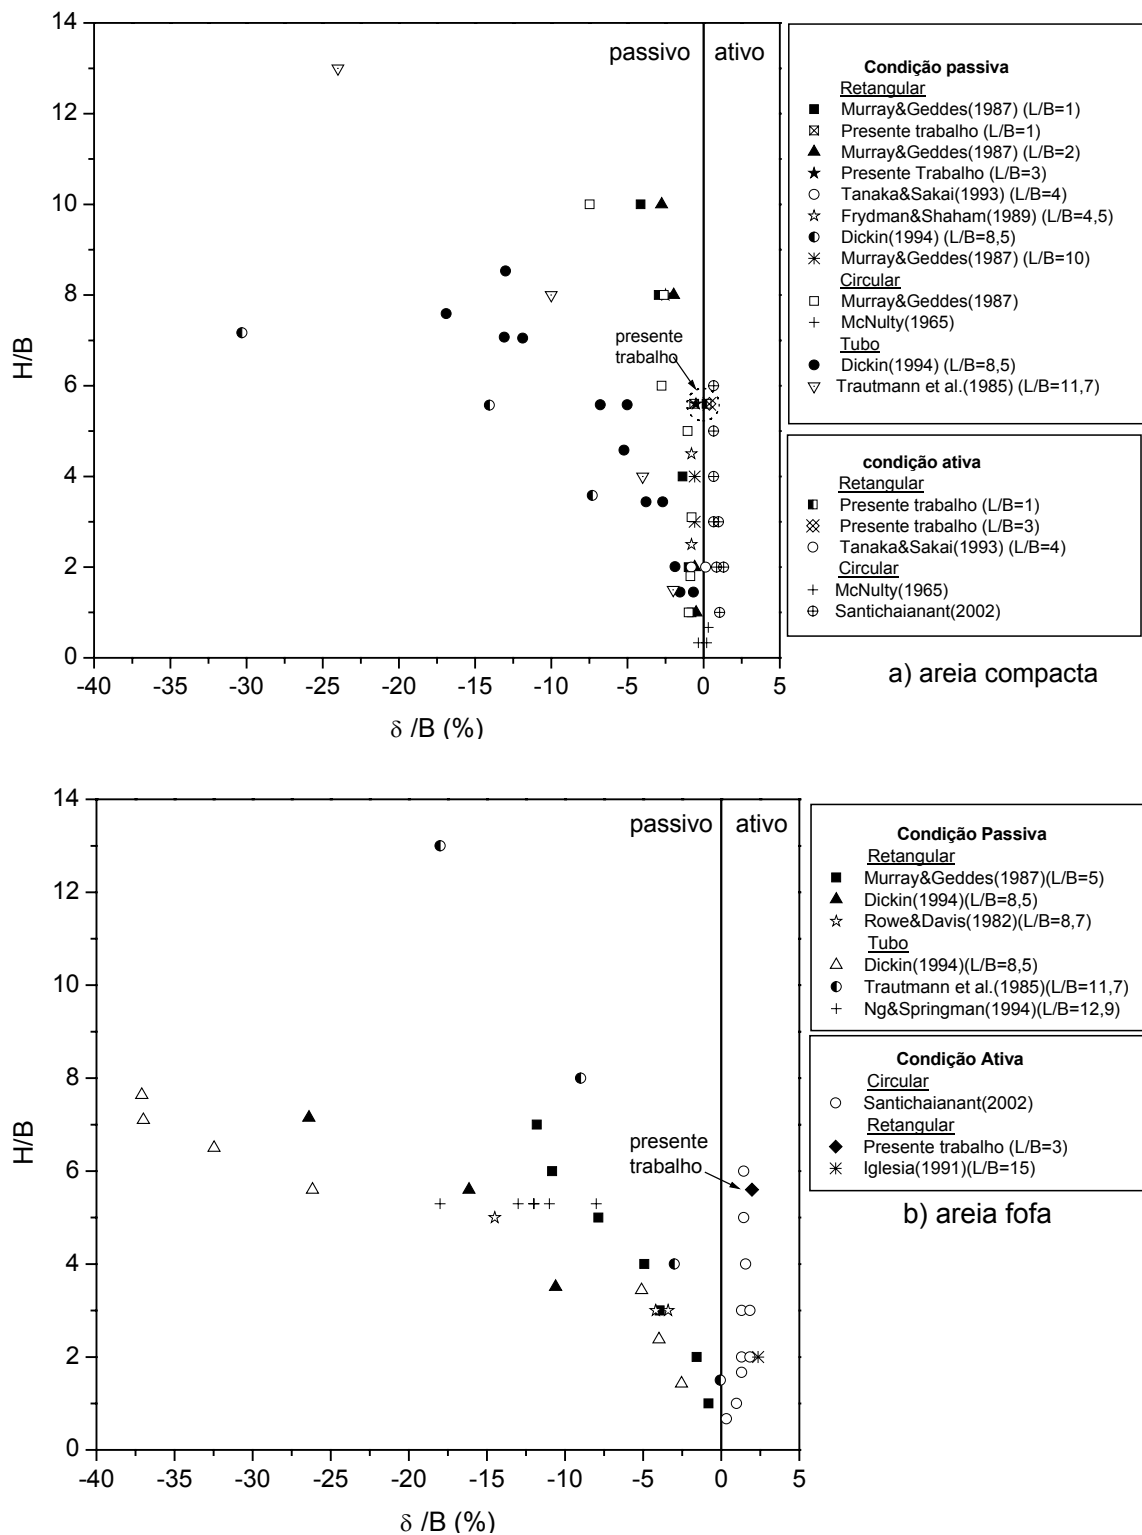 14
12
10
8
6
4
2
0
H/B
passivo
ativo
presente
trabalho
-40
-35
-30
-25
-20
-15
-10
-5
0
5
δ /B (%)
Condição passiva
Retangular
Murray&Geddes(1987) (L/B=1)
Presente trabalho (L/B=1)
Murray&Geddes(1987) (L/B=2)
Presente Trabalho (L/B=3)
Tanaka&Sakai(1993) (L/B=4)
Frydman&Shaham(1989) (L/B=4,5)
Dickin(1994) (L/B=8,5)
Murray&Geddes(1987) (L/B=10)
Circular
Murray&Geddes(1987)
McNulty(1965)
Tubo
Dickin(1994) (L/B=8,5)
Trautmann et al.(1985) (L/B=11,7)
condição ativa
Retangular
Presente trabalho (L/B=1)
Presente trabalho (L/B=3)
Tanaka&Sakai(1993) (L/B=4)
Circular
McNulty(1965)
Santichaianant(2002)
a) areia compacta
14
12
10
8
6
4
2
0
H/B
passivo
ativo
presente
trabalho
-40
-35
-30
-25
-20
-15
-10
-5
0
5
δ /B (%)
Condição Passiva
Retangular
Murray&Geddes(1987)(L/B=5)
Dickin(1994)(L/B=8,5)
Rowe&Davis(1982)(L/B=8,7)
Tubo
Dickin(1994)(L/B=8,5)
Trautmann et al.(1985)(L/B=11,7)
Ng&Springman(1994)(L/B=12,9)
Condição Ativa
Circular
Santichaianant(2002)
Retangular
Presente trabalho (L/B=3)
Iglesia(1991)(L/B=15)
b) areia fofa